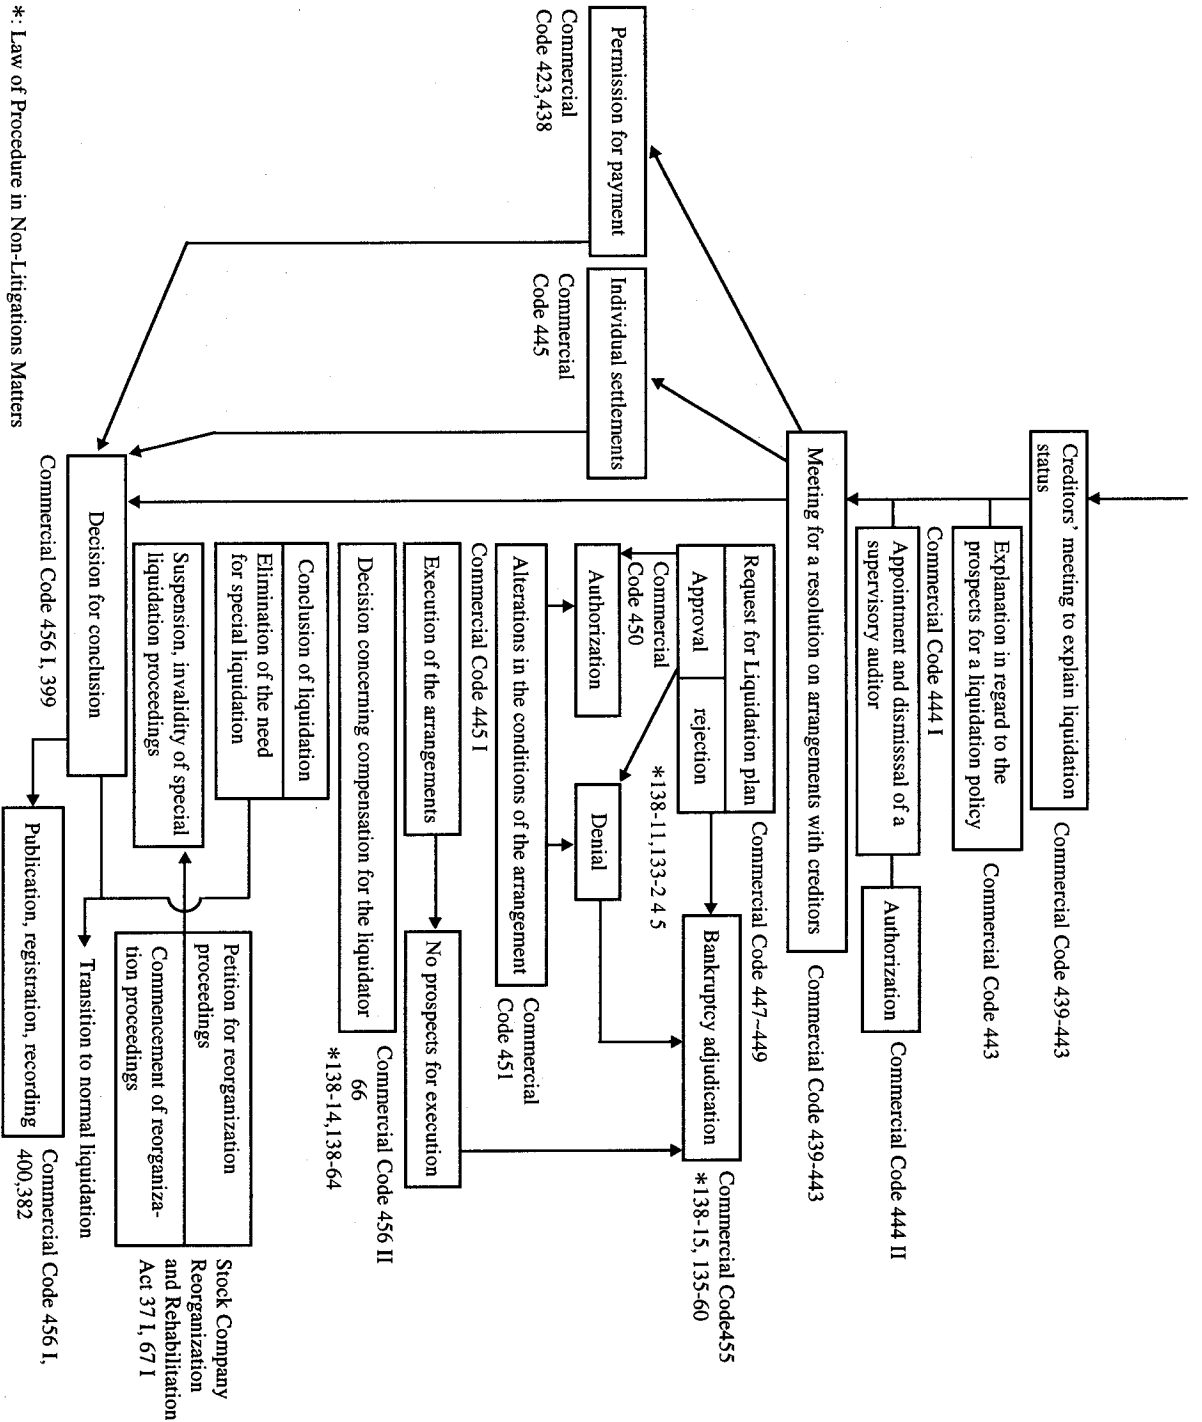 Creditors' meeting to explain liquidation
status
Commercial Code 439-443
Explanation in regard to the
prospects for a liquidation policy
Commercial Code 443
Commercial Code 444 I
Appointment and dismisssal of a
supervisory auditor
Authorization
Commercial Code 444 II
Meeting for a resolution on arrangements with creditors
Commercial Code 439-443
Permission for payment
Commercial
Code 423,438
Individual settlements
Commercial
Code 445
Request for Liquidation plan
Approval
rejection
Commercial Code 447~449
Commercial
Code 450
*138-11,133-2 4 5
Bankruptcy adjudication
Commercial Code455
*138-15, 135-60
Authorization
Denial
Alterations in the conditions of the arrangement
Commercial
Code 451
Commercial Code 445 I
Execution of the arrangements
No prospects for execution
Decision concerning compensation for the liquidator
Commercial Code 456 II
66
*138-14,138-64
Conclusion of liquidation
Elimination of the need
for special liquidation
Suspension, invalidity of special
liquidation proceedings
Petition for reorganization
proceedings
Commencement of reorganiza-
tion proceedings
Stock Company
Reorganization
and Rehabilitation
Act 37 I, 67 I
Transition to normal liquidation
Decision for conclusion
Commercial Code 456 I, 399
Publication, registration, recording
Commercial Code 456 I,
400,382
*: Law of Procedure in Non-Litigations Matters